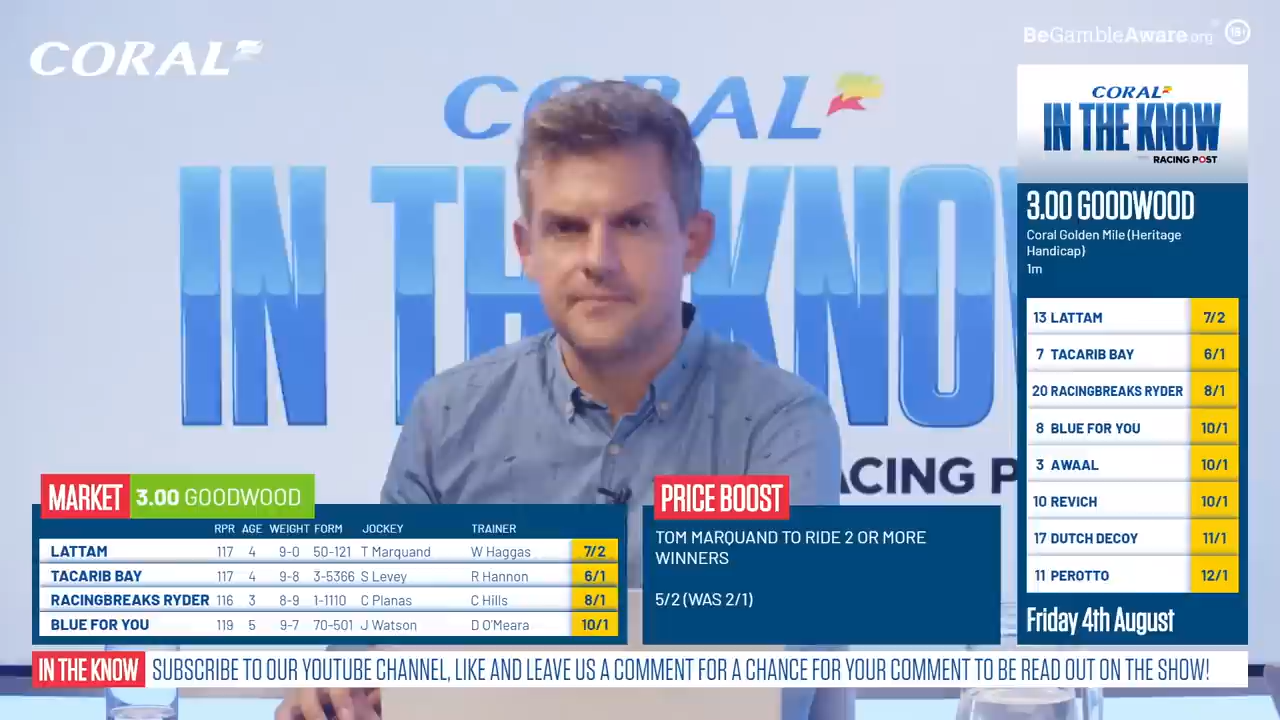 CORAL
BeGambleAware.org 18+
CORAL
IN THE KNOW
RACING P
CORAL
IN THE KNOW
RACING POST
3.00 GOODWOOD
Coral Golden Mile (Heritage
Handicap)
1m
13 LATTAM 7/2
7 TACARIB BAY 6/1
20 RACINGBREAKS RYDER 8/1
8 BLUE FOR YOU 10/1
3 AWAAL 10/1
10 REVICH 10/1
17 DUTCH DECOY 11/1
11 PEROTTO 12/1
Friday 4th August
MARKET 3.00 GOODWOOD
RPR AGE WEIGHT FORM JOCKEY TRAINER
LATTAM 117 4 9-0 50-121 T Marquand W Haggas 7/2
TACARIB BAY 117 4 9-8 3-5366 S Levey R Hannon 6/1
RACINGBREAKS RYDER 116 3 8-9 1-1110 C Planas C Hills 8/1
BLUE FOR YOU 119 5 9-7 70-501 J Watson D O'Meara 10/1
PRICE BOOST
TOM MARQUAND TO RIDE 2 OR MORE
WINNERS
5/2 (WAS 2/1)
IN THE KNOW SUBSCRIBE TO OUR YOUTUBE CHANNEL, LIKE AND LEAVE US A COMMENT FOR A CHANCE FOR YOUR COMMENT TO BE READ OUT ON THE SHOW!